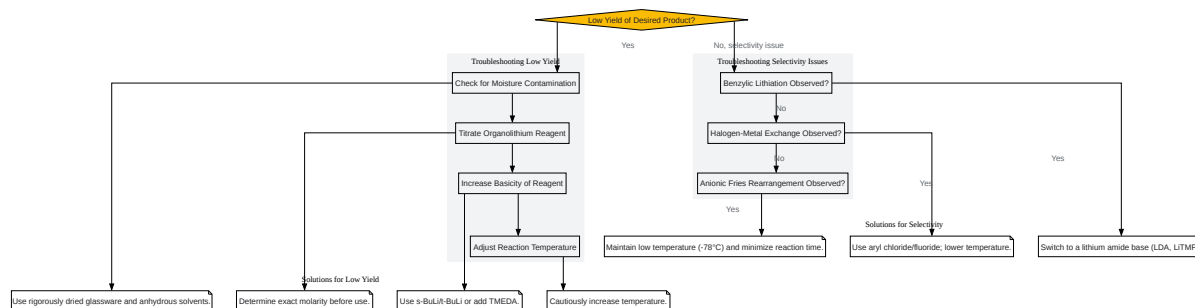 Low Yield of Desired Product?
Yes
No, selectivity issue
Troubleshooting Low Yield
Troubleshooting Selectivity Issues
Check for Moisture Contamination
Benzylic Lithiation Observed?
No
Titrate Organolithium Reagent
Halogen-Metal Exchange Observed?
No
Yes
Increase Basicity of Reagent
Anionic Fries Rearrangement Observed?
Yes
Yes
Solutions for Selectivity
Adjust Reaction Temperature
Maintain low temperature (-78°C) and minimize reaction time.
Use aryl chloride/fluoride; lower temperature.
Switch to a lithium amide base (LDA, LiTMP
Solutions for Low Yield
Use rigorously dried glassware and anhydrous solvents.
Determine exact molarity before use.
Use s-BuLi/t-BuLi or add TMEDA.
Cautiously increase temperature.